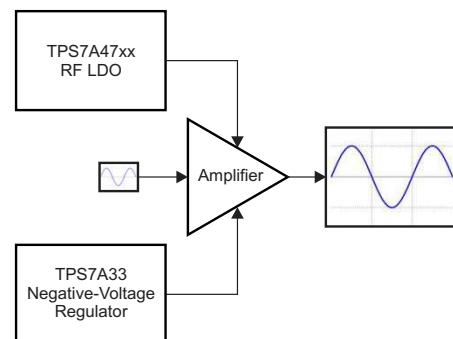 TPS7A47xx
RF LDO
Amplifier
TPS7A33
Negative-Voltage
Regulator